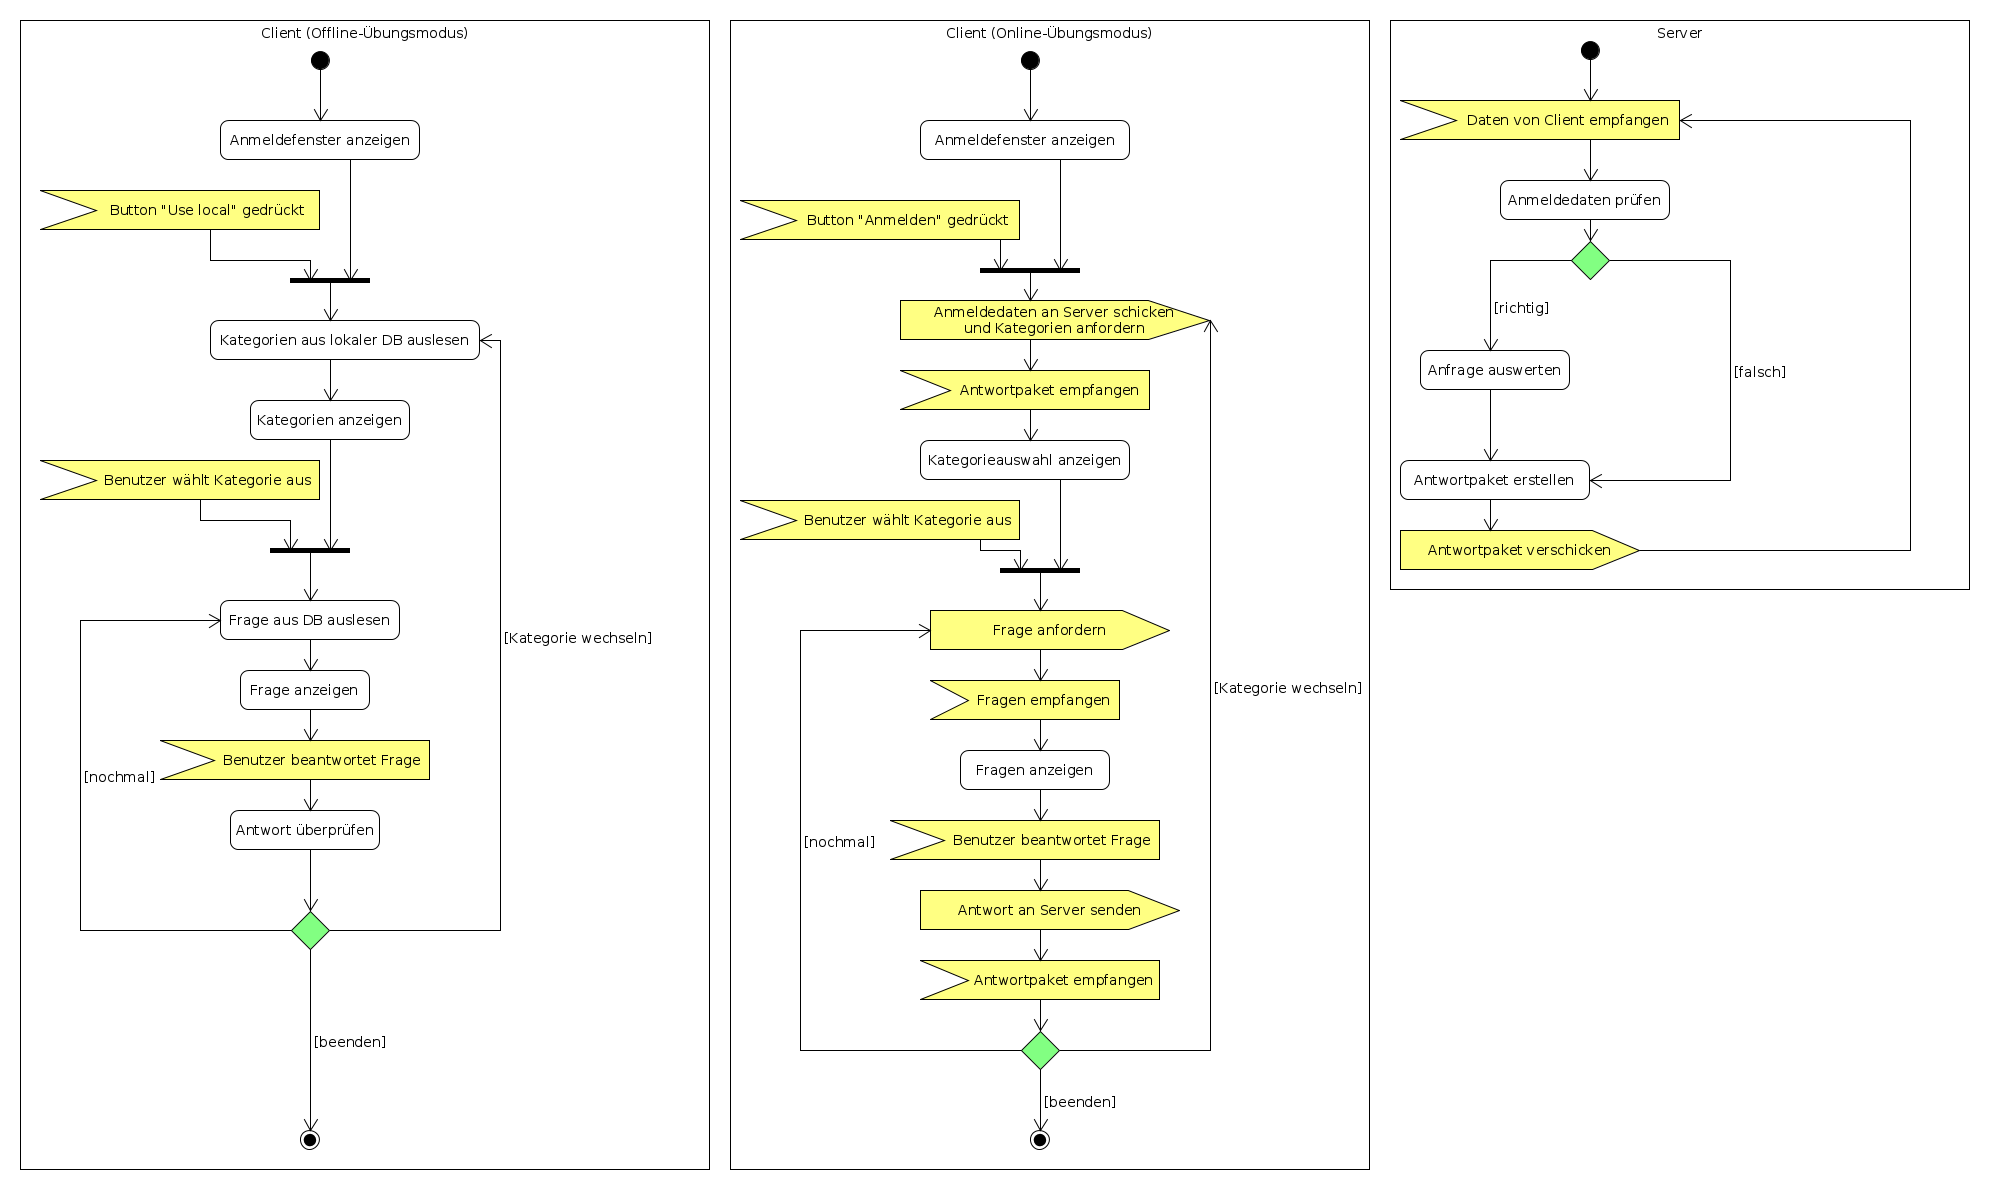 Client (Offline-Übungsmodus)
Anmeldefenster anzeigen
Button "Use local" gedrückt
Kategorien aus lokaler DB auslesen
Kategorien anzeigen
Benutzer wählt Kategorie aus
Frage aus DB auslesen
[Kategorie wechseln]
Frage anzeigen
Benutzer beantwortet Frage
[nochmal]
Antwort überprüfen
[beenden]
Client (Online-Übungsmodus)
Anmeldefenster anzeigen
Button "Anmelden" gedrückt
Anmeldedaten an Server schicken
und Kategorien anfordern
Antwortpaket empfangen
Kategorieauswahl anzeigen
Benutzer wählt Kategorie aus
Frage anfordern
[Kategorie wechseln]
Fragen empfangen
Fragen anzeigen
Benutzer beantwortet Frage
[nochmal]
Antwort an Server senden
Antwortpaket empfangen
[beenden]
Server
Daten von Client empfangen
Anmeldedaten prüfen
[richtig]
Anfrage auswerten
[falsch]
Antwortpaket erstellen
Antwortpaket verschicken